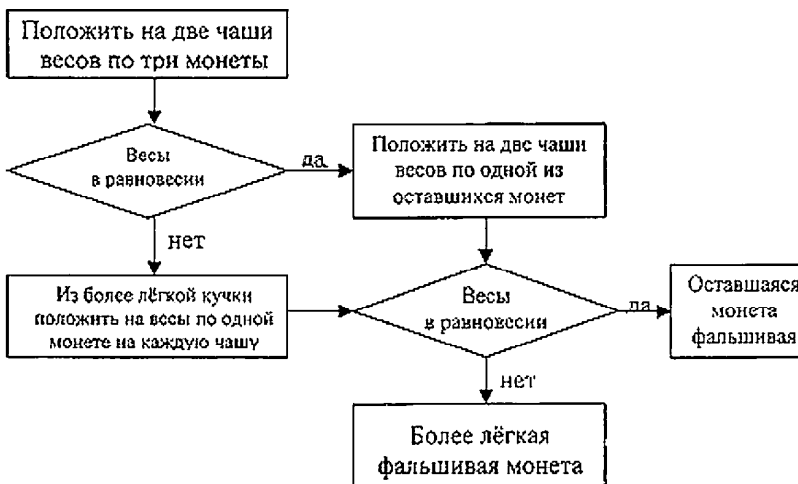 Положить на две чаши
весов по три монеты
Весы
в равновесии
да
Положить на две чаши
весов по одной из
оставшихся монет
нет
Из более лёгкой кучки
положить на весы по одной
монете на каждую чашу
Весы
в равновесии
да
Оставшаяся
монета
фальшивая
нет
Более лёгкая
фальшивая монета